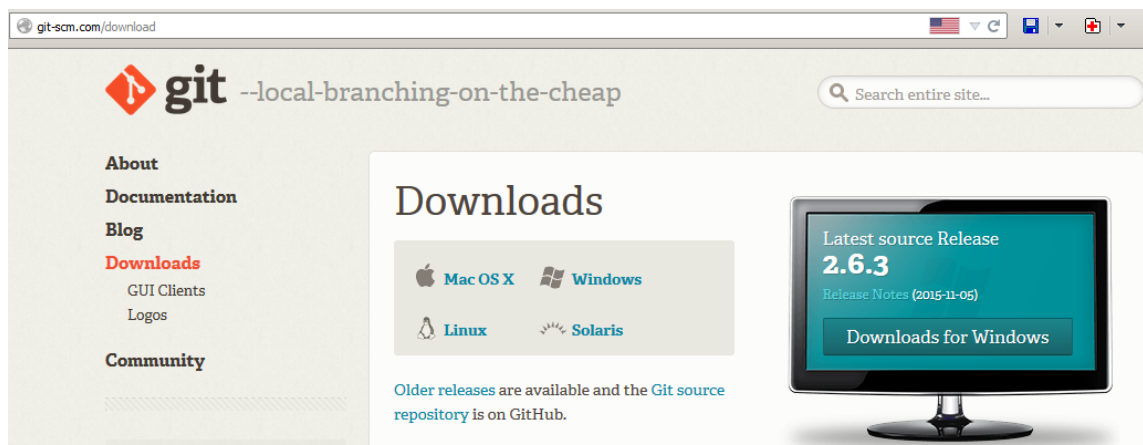 git-scm.com/download
git --local-branching-on-the-cheap
Search entire site...
About
Documentation
Blog
Downloads
GUI Clients
Logos
Community
Downloads
Mac OS X Windows
Linux Solaris
Older releases are available and the Git source
repository is on GitHub.
Latest source Release
2.6.3
Release Notes (2015-11-05)
Downloads for Windows